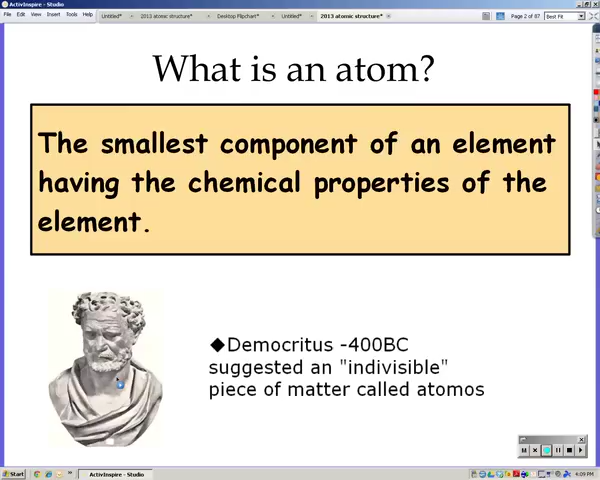 ActivInspire - Studio
File Edit View Insert Tools Help
Untitled* 2013 atomic structure* Desktop Flipchart* Untitled* 2013 atomic structure* Page 2 of 87 Best Fit
What is an atom?
The smallest component of an element
having the chemical properties of the
element.
◆Democritus -400BC
suggested an "indivisible"
piece of matter called atomos
Start ActivInspire - Studio 4:09 PM